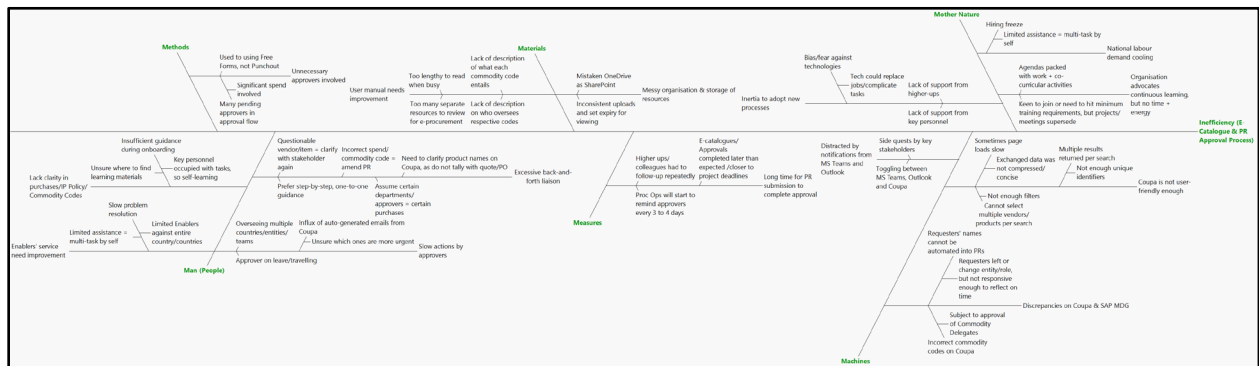 Mother Nature
Hiring freeze
Limited assistance = multi-task by
self
National labour
demand cooling
Agendas packed
with work + co-
curricular activities
Organisation
advocates
continuous learning,
but no time +
energy
Keen to join or need to hit minimum
training requirements, but projects/
meetings supersede
Bias/fear against
technologies
Tech could replace
jobs/complicate
tasks
Inertia to adopt new
processes
Lack of support from
higher-ups
Lack of support from
key personnel
Materials
Lack of description
of what each
commodity code
entails
Too lengthy to read
when busy
User manual needs
improvement
Too many separate
resources to review
for e-procurement
Lack of description
on who oversees
respective codes
Mistaken OneDrive
as SharePoint
Messy organisation & storage of
resources
Inconsistent uploads
and set expiry for
viewing
Methods
Used to using Free
Forms, not Punchout
Unnecessary
approvers involved
Significant spend
involved
Many pending
approvers in
approval flow
Inefficiency (E-
Catalogue & PR
Approval Process)
Insufficient guidance
during onboarding
Unsure where to find
learning materials
Key personnel
occupied with tasks,
so self-learning
Lack clarity in
purchases/IP Policy/
Commodity Codes
Questionable
vendor/item = clarify
with stakeholder
again
Incorrect spend/
commodity code =
amend PR
Need to clarify product names on
Coupa, as do not tally with quote/PO
Excessive back-and-
forth liaison
Prefer step-by-step, one-to-one
guidance
Assume certain
departments/
approvers = certain
purchases
Slow problem
resolution
Limited assistance =
multi-task by self
Limited Enablers
against entire
country/countries
Enablers' service
need improvement
Overseeing multiple
countries/entities/
teams
Influx of auto-generated emails from
Coupa
Unsure which ones are more urgent
Slow actions by
approvers
Approver on leave/travelling
Man (People)
Higher ups/
colleagues had to
follow-up repeatedly
E-catalogues/
Approvals
completed later than
expected /closer to
project deadlines
Long time for PR
submission to
complete approval
Proc Ops will start to
remind approvers
every 3 to 4 days
Measures
Distracted by
notifications from
MS Teams and
Outlook
Side quests by key
stakeholders
Toggling between
MS Teams, Outlook
and Coupa
Sometimes page
loads slow
Exchanged data was
not compressed/
concise
Multiple results
returned per search
Not enough unique
identifiers
Coupa is not user-
friendly enough
Not enough filters
Cannot select
multiple vendors/
products per search
Requesters' names
cannot be
automated into PRs
Requesters left or
change entity/role,
but not responsive
enough to reflect on
time
Discrepancies on Coupa & SAP MDG
Subject to approval
of Commodity
Delegates
Incorrect commodity
codes on Coupa
Machines